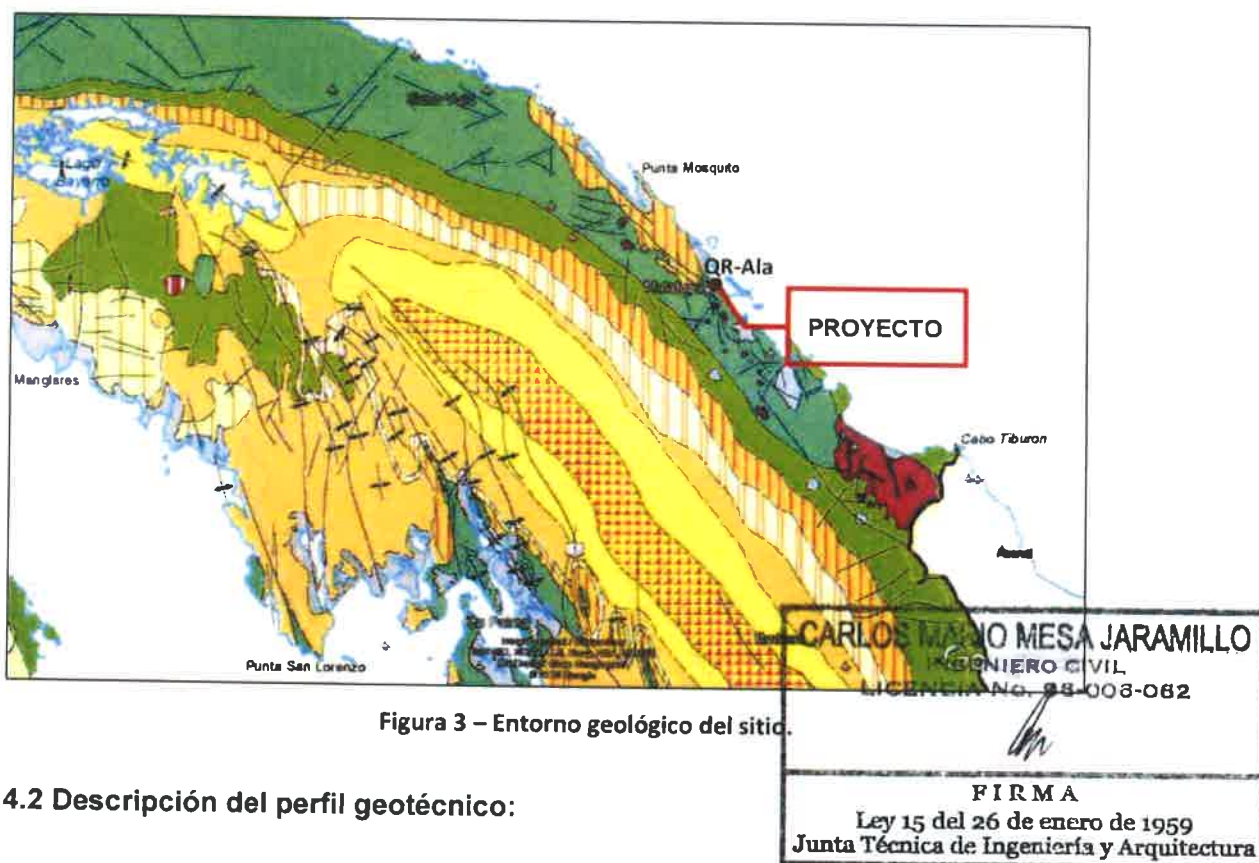 Punta Mosquito
QR-Ala
PROYECTO
Manglares
Cabo Tiburon
Punta San Lorenzo
CARLOS MARIO MESA JARAMILLO
INGENIERO CIVIL
LICENCIA No. 98-006-062
Figura 3 – Entorno geológico del sitio.
4.2 Descripción del perfil geotécnico:
FIRMA
Ley 15 del 26 de enero de 1959
Junta Técnica de Ingeniería y Arquitectura